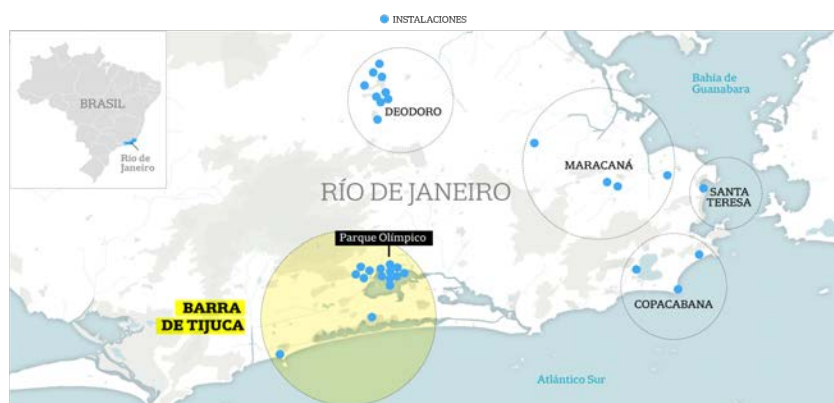 INSTALACIONES
BRASIL
Río de
Janeiro
DEODORO
Bahía de
Guanabara
MARACANÁ
SANTA
TERESA
RÍO DE JANEIRO
Parque Olímpico
BARRA
DE TIJUCA
COPACABANA
Atlántico Sur